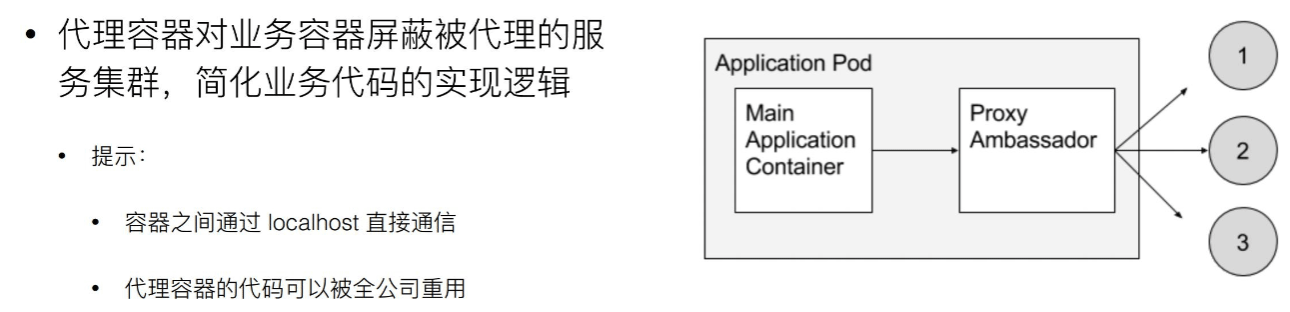 代理容器对业务容器屏蔽被代理的服
务集群，简化业务代码的实现逻辑
提示：
容器之间通过 localhost 直接通信
代理容器的代码可以被全公司重用
Application Pod
Main
Application
Container
Proxy
Ambassador
1
2
3